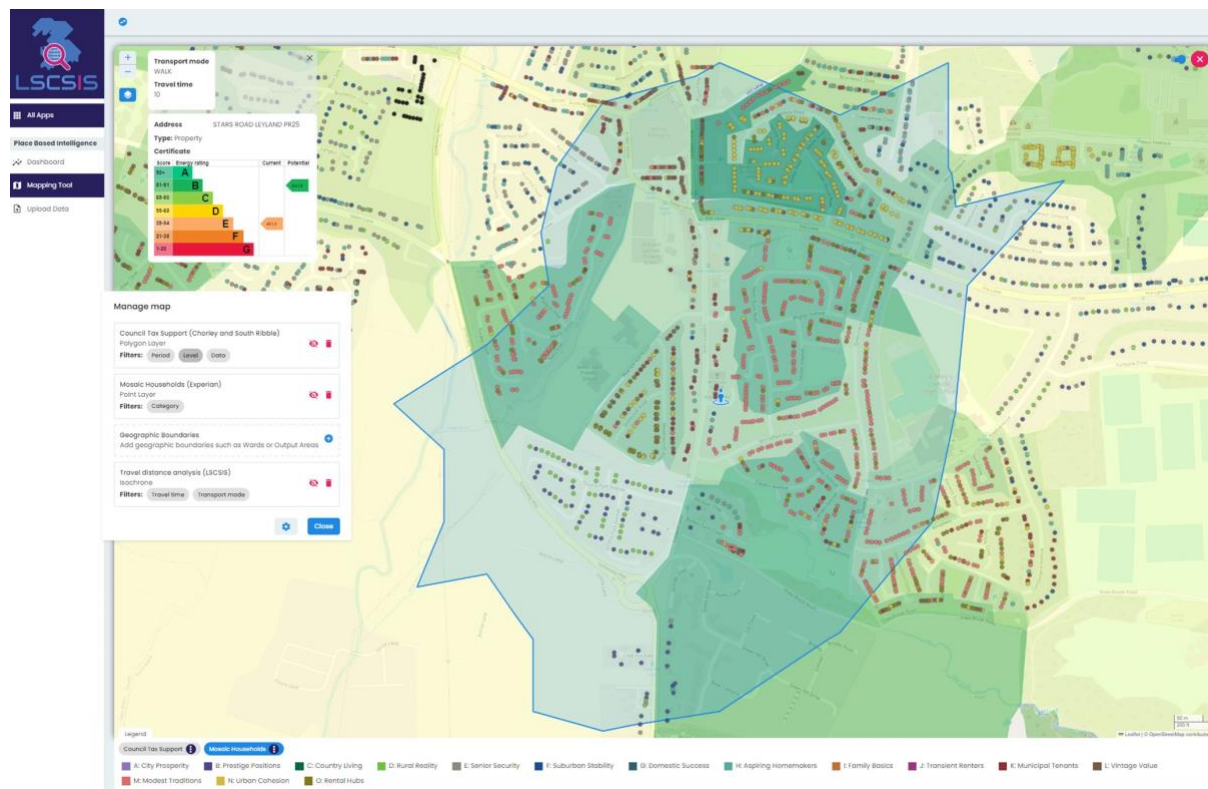 LSCSIS
All Apps
Place Based Intelligence
Dashboard
Mapping Tool
Upload Data
+
−
Transport mode
WALK
Travel time
10
Address STARS ROAD LEYLAND PR25
Type: Property
Certificate
Score Energy rating Current Potential
A
B
C
D
E
F
G
Manage map
Council Tax Support (Chorley and South Ribble)
Polygon Layer
Filters: Period Level Data
Mosaic Households (Experian)
Point Layer
Filters: Category
Geographic Boundaries
Add geographic boundaries such as Wards or Output Areas
Travel distance analysis (LSCSIS)
Isochrone
Filters: Travel time Transport mode
Close
Legend
50 m
200 ft
Leaflet | © OpenStreetMap
Council Tax Support Mosaic Households
A: City Prosperity B: Prestige Positions C: Country Living D: Rural Reality E: Senior Security F: Suburban Stability G: Domestic Success H: Aspiring Homemakers I: Family Basics J: Transient Renters K: Municipal Tenants L: Vintage Value
M: Modest Traditions N: Urban Cohesion O: Rental Hubs